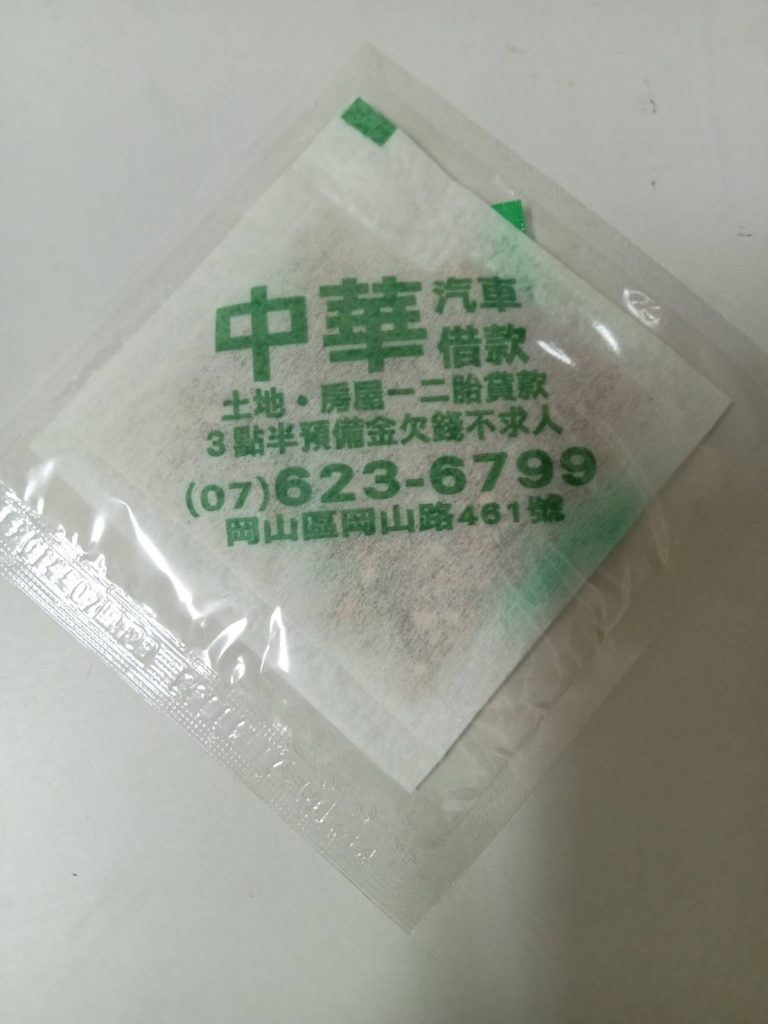 中華 汽車
借款
土地・房屋一二胎貸款
3點半預備金欠錢不求人
(07)623-6799
岡山區岡山路461號